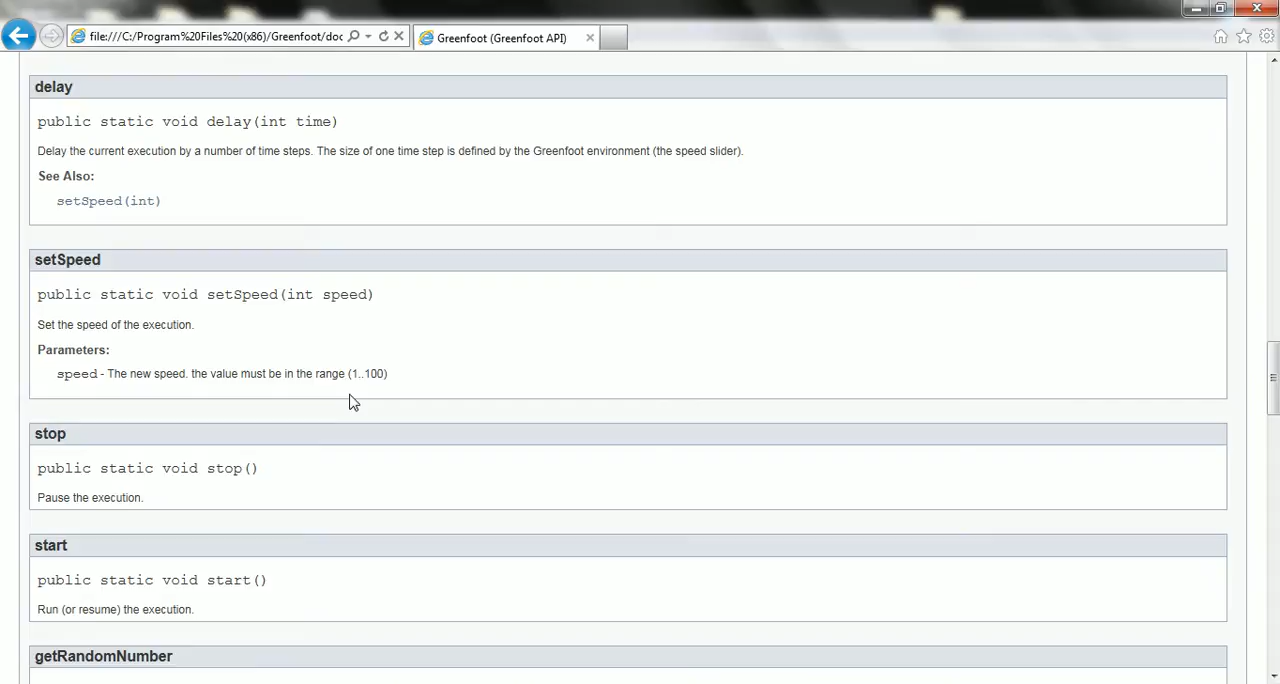 file:///C:/Program%20Files%20(x86)/Greenfoot/doc
Greenfoot (Greenfoot API)
delay
public static void delay(int time)
Delay the current execution by a number of time steps. The size of one time step is defined by the Greenfoot environment (the speed slider).
See Also:
setSpeed(int)
setSpeed
public static void setSpeed(int speed)
Set the speed of the execution.
Parameters:
speed - The new speed. the value must be in the range (1..100)
stop
public static void stop()
Pause the execution.
start
public static void start()
Run (or resume) the execution.
getRandomNumber